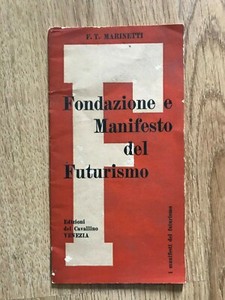 F. T. MARINETTI
F
Fondazione e
Manifesto
del
Futurismo
Edizioni
del Cavallino
VENEZIA
i manifesti del futurismo